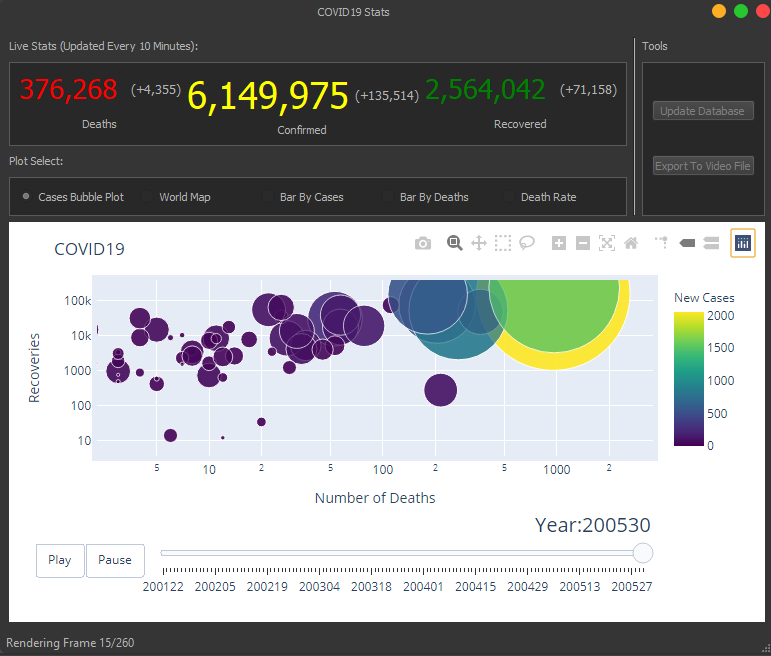 COVID19 Stats
Live Stats (Updated Every 10 Minutes):
Tools
376,268 (+4,355) 6,149,975 (+135,514) 2,564,042 (+71,158)
Deaths Confirmed Recovered
Update Database
Export To Video File
Plot Select:
Cases Bubble Plot World Map Bar By Cases Bar By Deaths Death Rate
COVID19
New Cases
Recoveries
100k
10k
1000
100
10
2000
1500
1000
500
0
5 10 2 5 100 2 5 1000 2
Number of Deaths
Year:200530
Play Pause
200122 200205 200219 200304 200318 200401 200415 200429 200513 200527
Rendering Frame 15/260